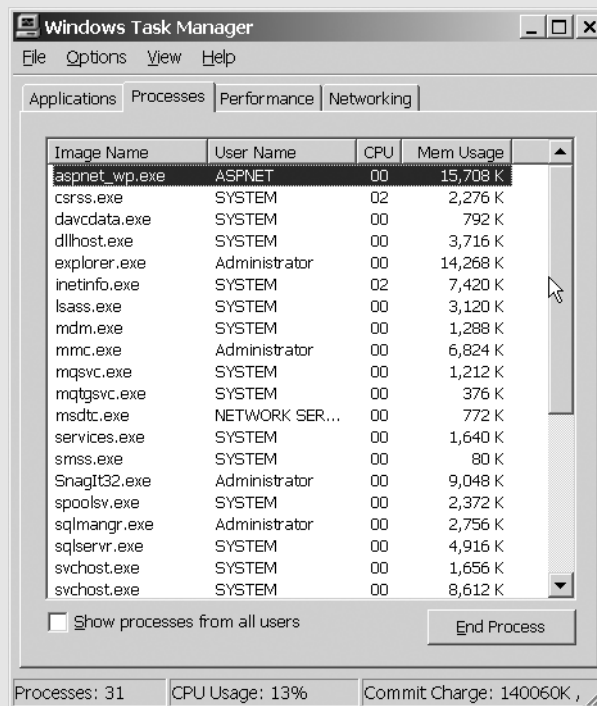 Windows Task Manager
File Options View Help
Applications Processes Performance Networking
Image Name User Name CPU Mem Usage
aspnet_wp.exe ASPNET 00 15,708 K
csrss.exe SYSTEM 02 2,276 K
davcdata.exe SYSTEM 00 792 K
dllhost.exe SYSTEM 00 3,716 K
explorer.exe Administrator 00 14,268 K
inetinfo.exe SYSTEM 02 7,420 K
lsass.exe SYSTEM 00 3,120 K
mdm.exe SYSTEM 00 1,288 K
mmc.exe Administrator 00 6,824 K
mqsvc.exe SYSTEM 00 1,212 K
mqtgsvc.exe SYSTEM 00 376 K
msdtc.exe NETWORK SER... 00 772 K
services.exe SYSTEM 00 1,640 K
smss.exe SYSTEM 00 80 K
SnagIt32.exe Administrator 00 9,048 K
spoolsv.exe SYSTEM 00 2,372 K
sqlmangr.exe Administrator 00 2,756 K
sqlservr.exe SYSTEM 00 4,916 K
svchost.exe SYSTEM 00 1,656 K
svchost.exe SYSTEM 00 8,612 K
Show processes from all users End Process
Processes: 31 CPU Usage: 13% Commit Charge: 140060K ,